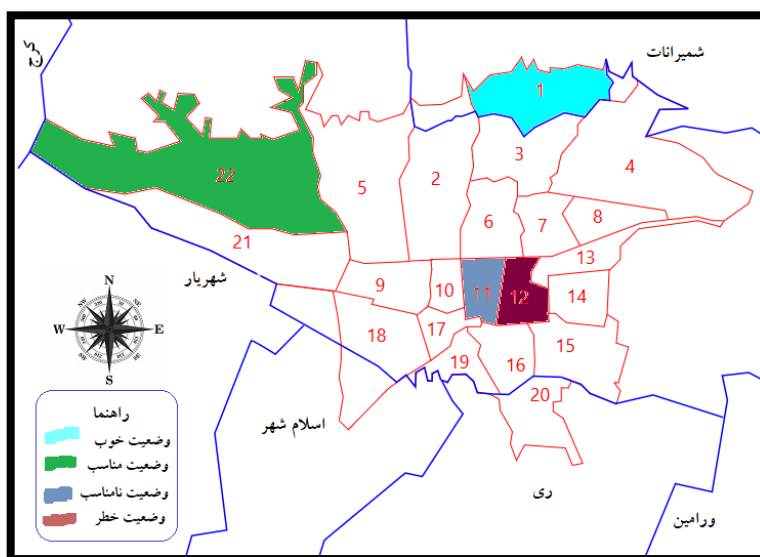 کرج
شمیرانات
1
3
4
22
5
2
6
7
8
21
13
شهریار
9
10
11
12
14
N
W
E
S
18
17
15
19
16
20
اسلام شهر
ری
ورامین
راهنما
وضعیت خوب
وضعیت مناسب
وضعیت نامناسب
وضعیت خطر